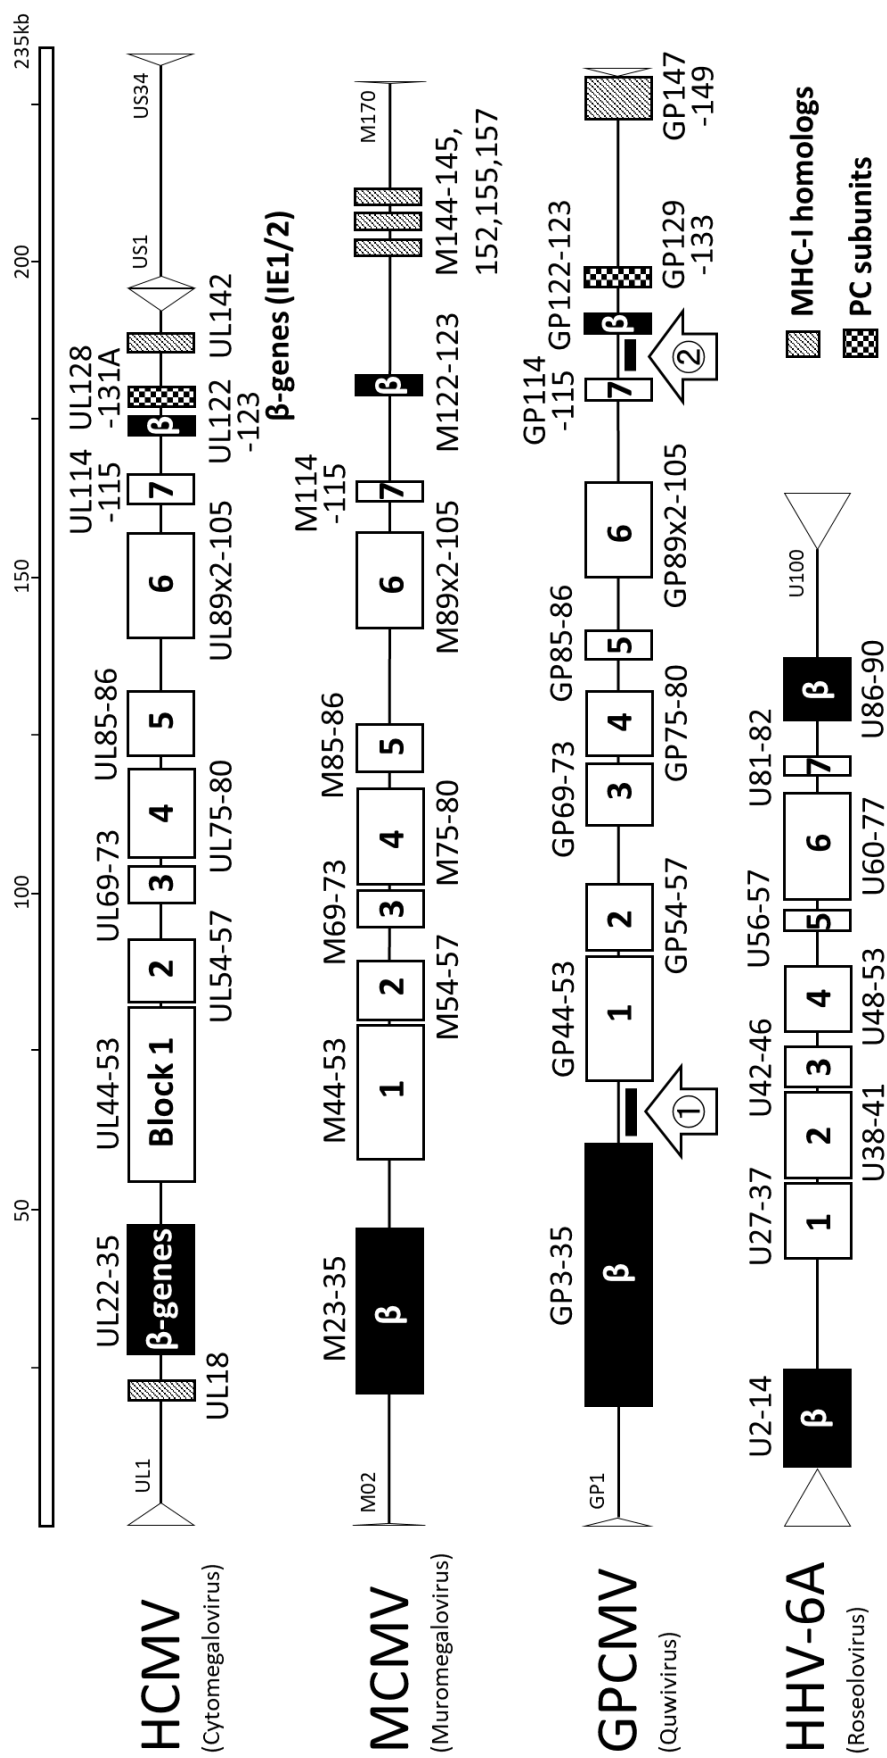 50
100
150
200
235kb
HCMV
(Cytomegalovirus)
UL1
UL18
UL22-35
β-genes
UL44-53
Block 1
UL54-57
2
UL69-73
3
UL75-80
4
UL85-86
5
UL89x2-105
6
UL114
-115
7
UL122
-123
β
UL128
-131A
UL142
US1
US34
β-genes (IE1/2)
MCMV
(Muromegalovirus)
M02
M23-35
β
M44-53
1
M54-57
2
M69-73
3
M75-80
4
M85-86
5
M89x2-105
6
M114
-115
7
M122-123
β
M144-145,
152,155,157
M170
GPCMV
(Quwivirus)
GP1
GP3-35
β
①
GP44-53
1
GP54-57
2
GP69-73
3
GP75-80
4
GP85-86
5
GP89x2-105
6
GP114
-115
7
②
GP122-123
β
GP129
-133
GP147
-149
HHV-6A
(Roseolovirus)
U2-14
β
U27-37
1
U38-41
2
U42-46
3
U48-53
4
U56-57
5
U60-77
6
U81-82
7
U86-90
β
U100
MHC-I homologs
PC subunits